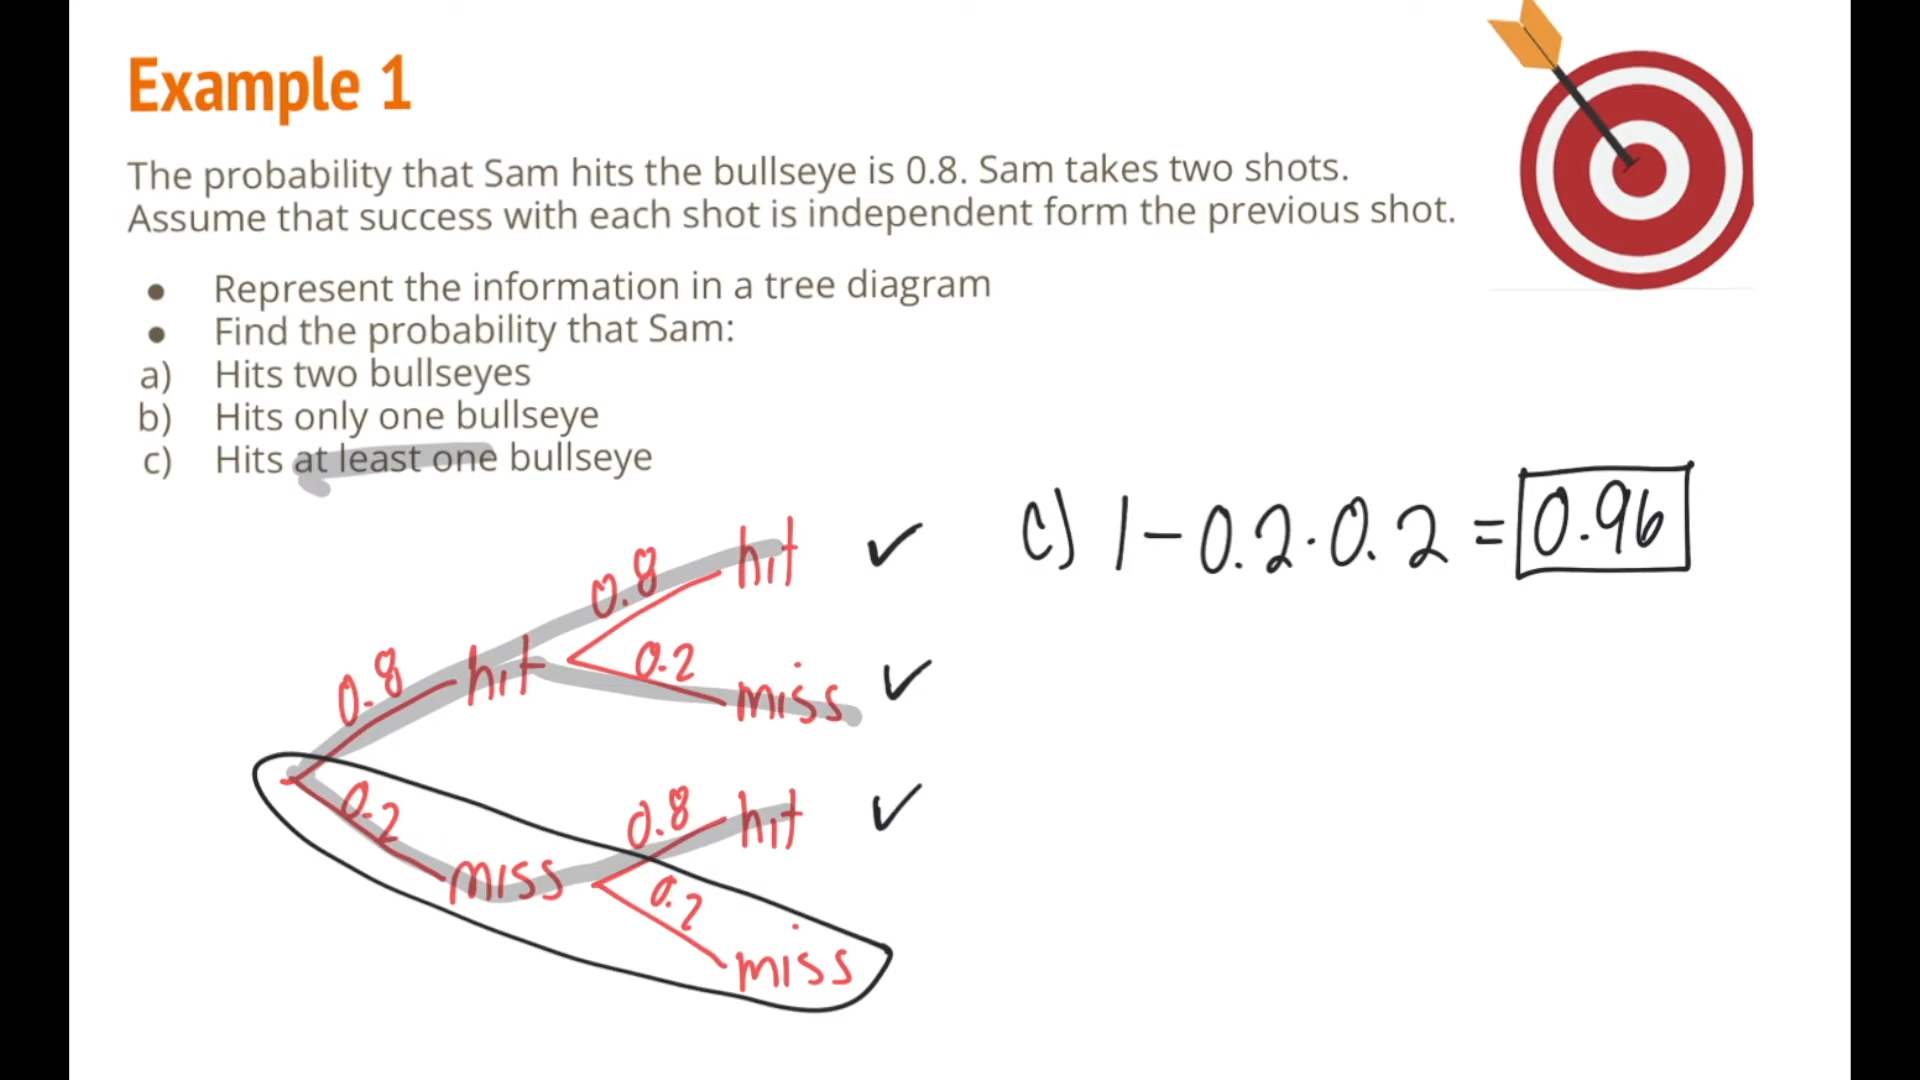 Example 1
The probability that Sam hits the bullseye is 0.8. Sam takes two shots.
Assume that success with each shot is independent form the previous shot.
● Represent the information in a tree diagram
● Find the probability that Sam:
a) Hits two bullseyes
b) Hits only one bullseye
c) Hits at least one bullseye
c) 1 - 0.2 · 0.2 = 0.96
0.8 hit ✓
0.8 hit
0.2 miss ✓
0.2 miss
0.8 hit ✓
0.2 miss